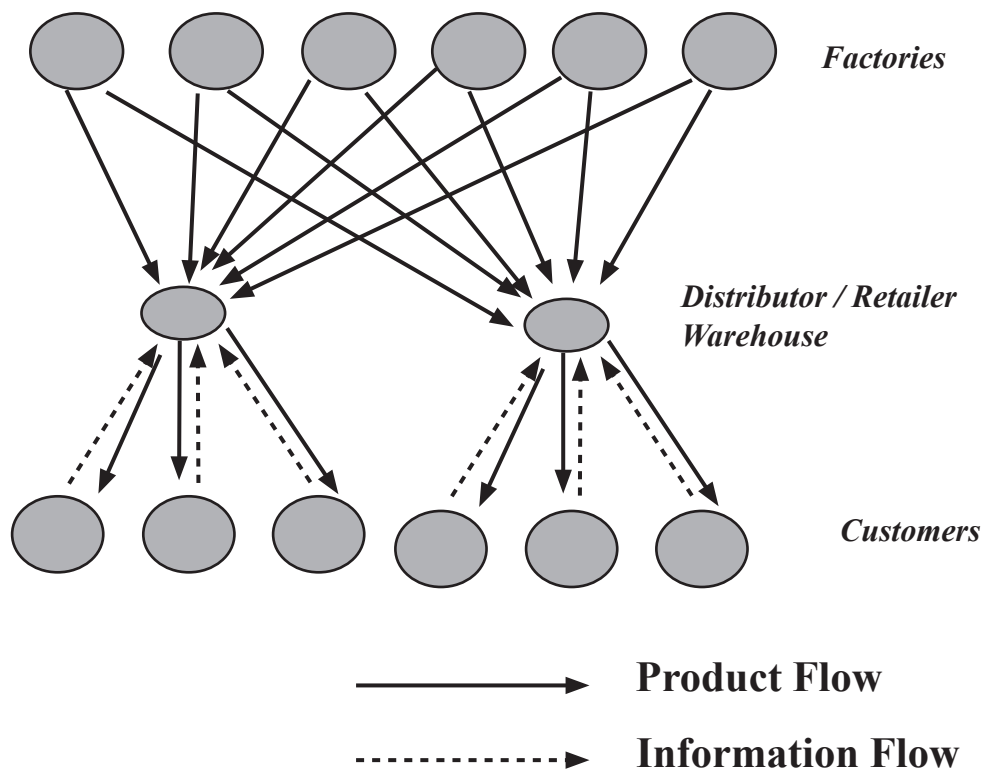 Factories
Distributor / Retailer
Warehouse
Customers
Product Flow
Information Flow